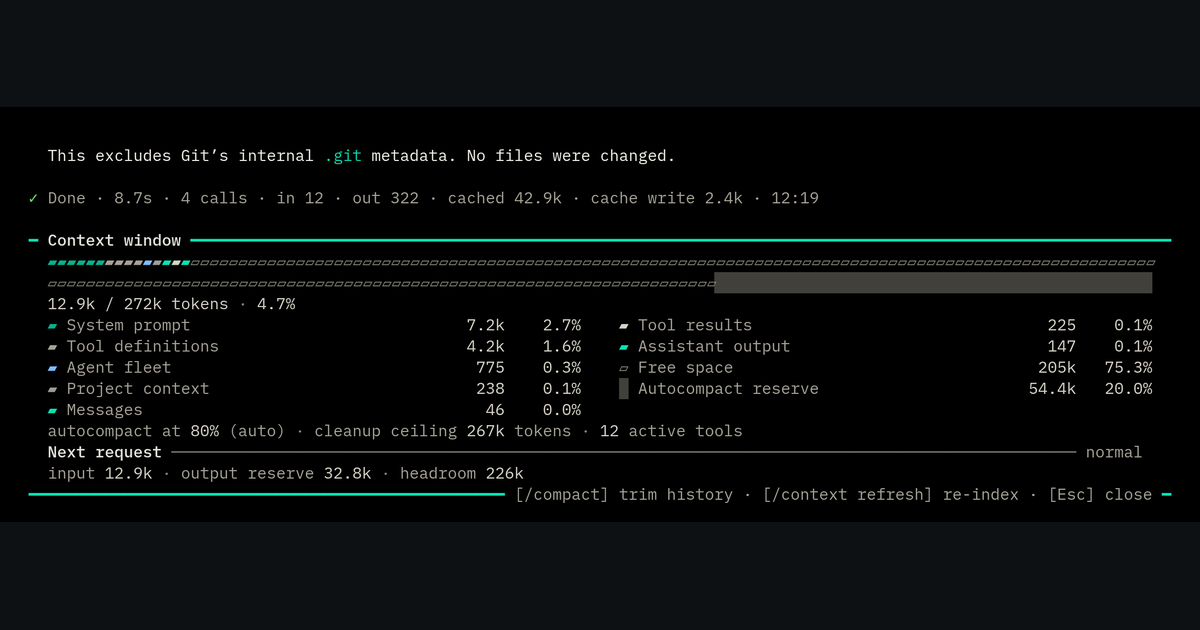 This excludes Git’s internal .git metadata. No files were changed.
✓ Done · 8.7s · 4 calls · in 12 · out 322 · cached 42.9k · cache write 2.4k · 12:19
Context window
12.9k / 272k tokens · 4.7%
System prompt 7.2k 2.7% Tool results 225 0.1%
Tool definitions 4.2k 1.6% Assistant output 147 0.1%
Agent fleet 775 0.3% Free space 205k 75.3%
Project context 238 0.1% Autocompact reserve 54.4k 20.0%
Messages 46 0.0%
autocompact at 80% (auto) · cleanup ceiling 267k tokens · 12 active tools
Next request normal
input 12.9k · output reserve 32.8k · headroom 226k
[/compact] trim history · [/context refresh] re-index · [Esc] close